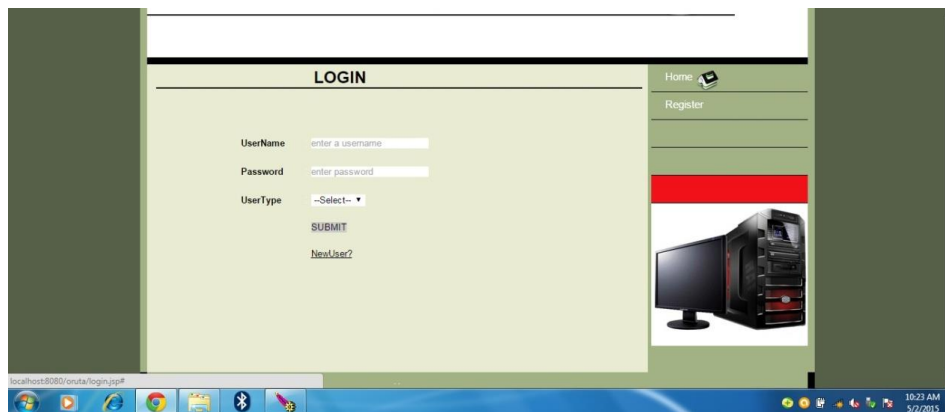 LOGIN
Home
Register
UserName enter a username
Password enter password
UserType --Select--
SUBMIT
NewUser?
localhost:8080/oruta/login.jsp#
10:23 AM
5/2/2015